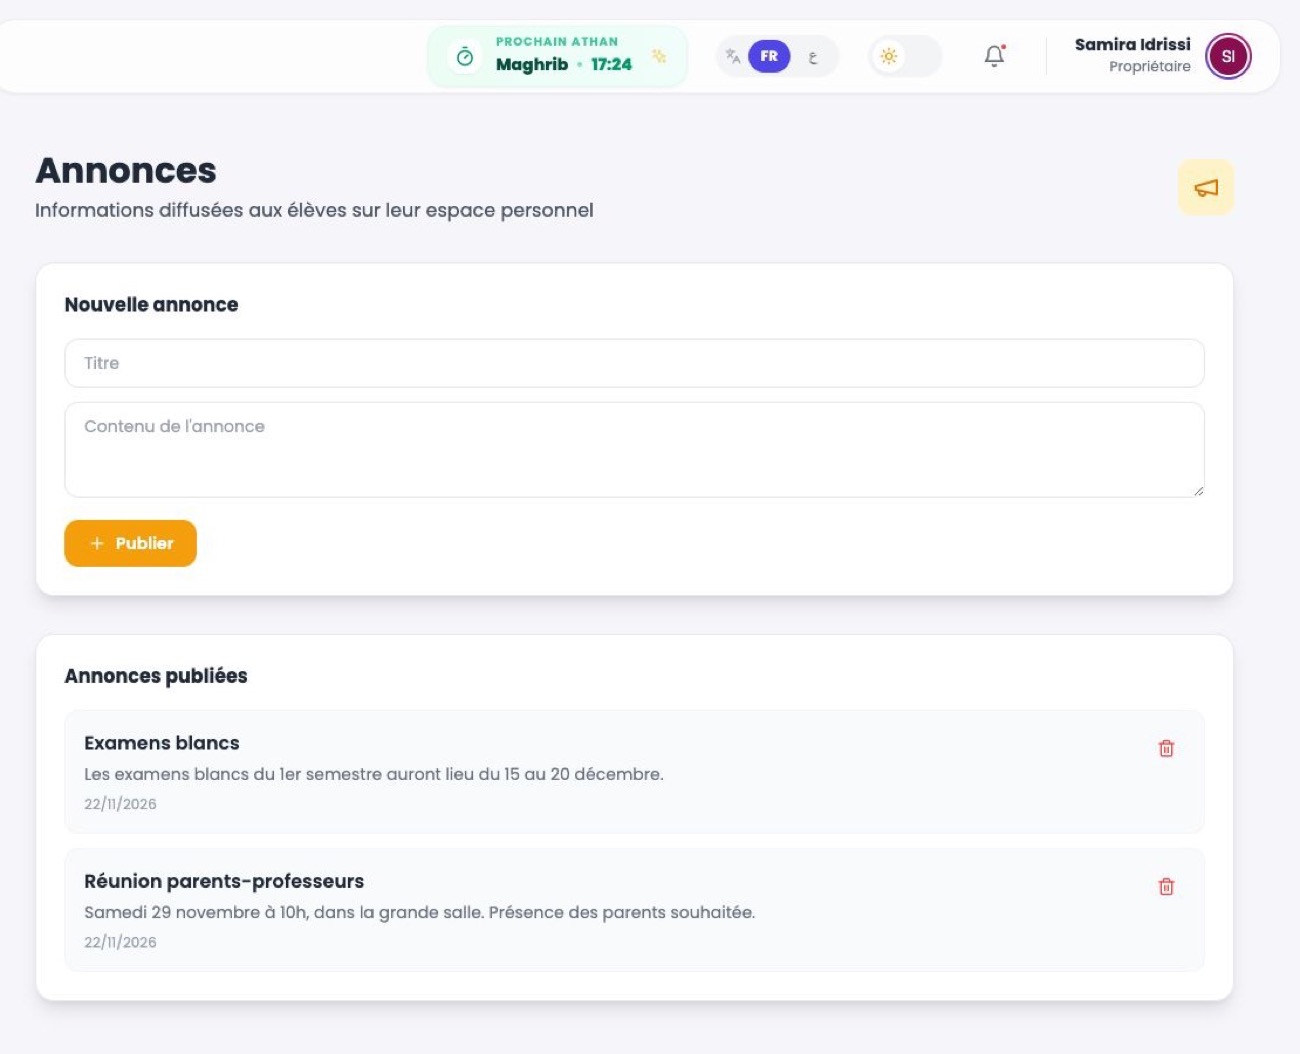 PROCHAIN ATHAN
Maghrib • 17:24
FR
ع
Samira Idrissi
Propriétaire
SI
Annonces
Informations diffusées aux élèves sur leur espace personnel
Nouvelle annonce
Titre
Contenu de l'annonce
+ Publier
Annonces publiées
Examens blancs
Les examens blancs du 1er semestre auront lieu du 15 au 20 décembre.
22/11/2026
Réunion parents-professeurs
Samedi 29 novembre à 10h, dans la grande salle. Présence des parents souhaitée.
22/11/2026